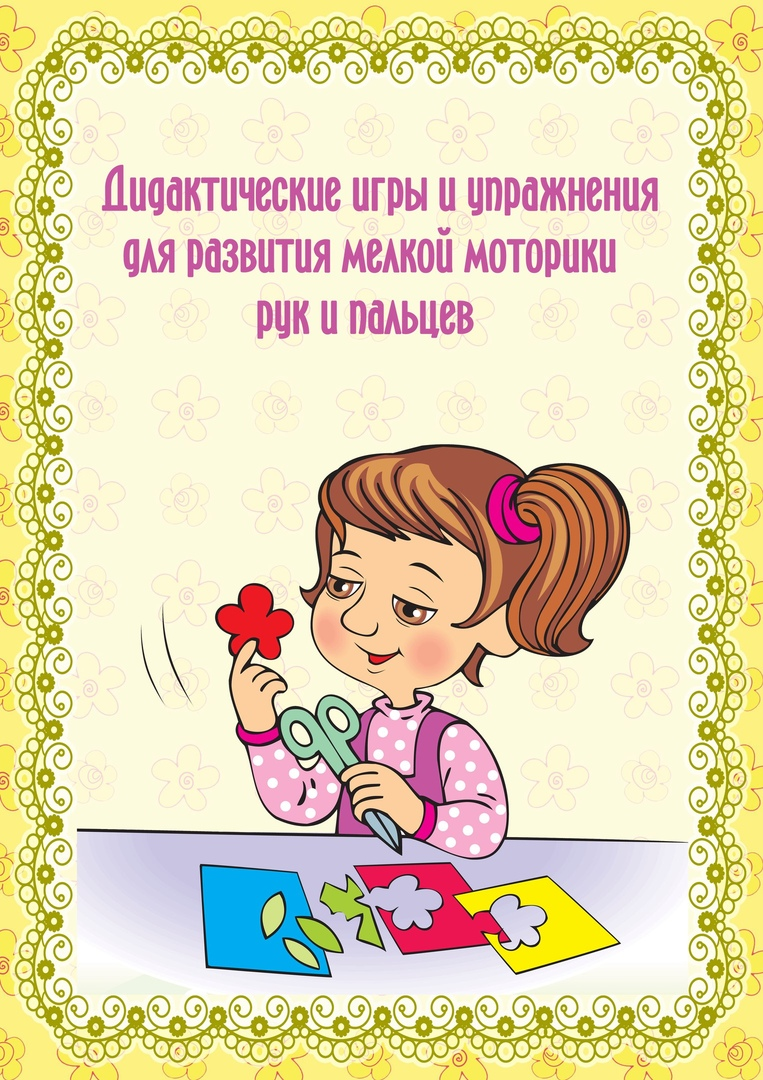 Дидактические игры и упражнения
для развития мелкой моторики
рук и пальцев